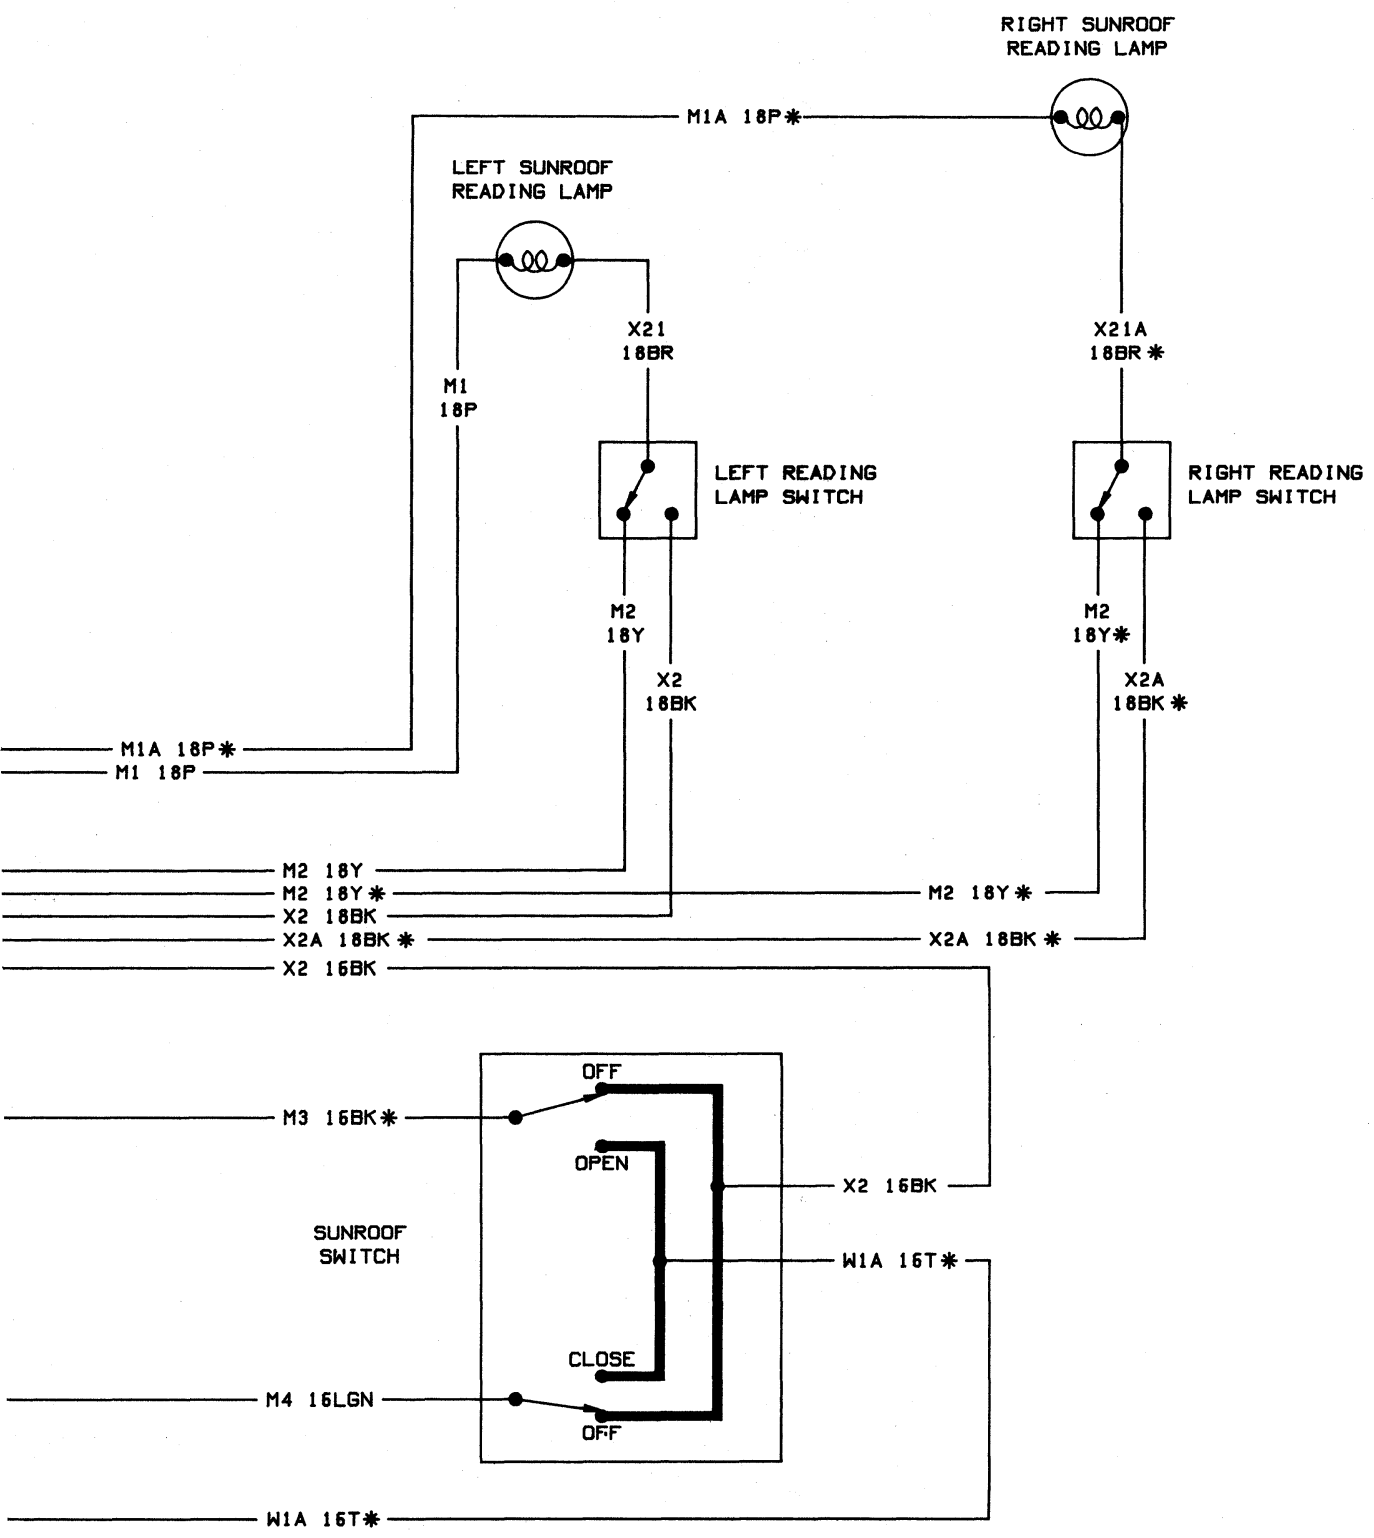 RIGHT SUNROOF
READING LAMP
M1A 18P*
LEFT SUNROOF
READING LAMP
X21
18BR
X21A
18BR*
M1
18P
LEFT READING
LAMP SWITCH
RIGHT READING
LAMP SWITCH
M2
18Y
M2
18Y*
X2
18BK
X2A
18BK*
M1A 18P*
M1 18P
M2 18Y
M2 18Y*
M2 18Y*
X2 18BK
X2A 18BK*
X2A 18BK*
X2 16BK
OFF
M3 16BK*
OPEN
X2 16BK
SUNROOF
SWITCH
W1A 16T*
CLOSE
M4 16LGN
OFF
W1A 16T*